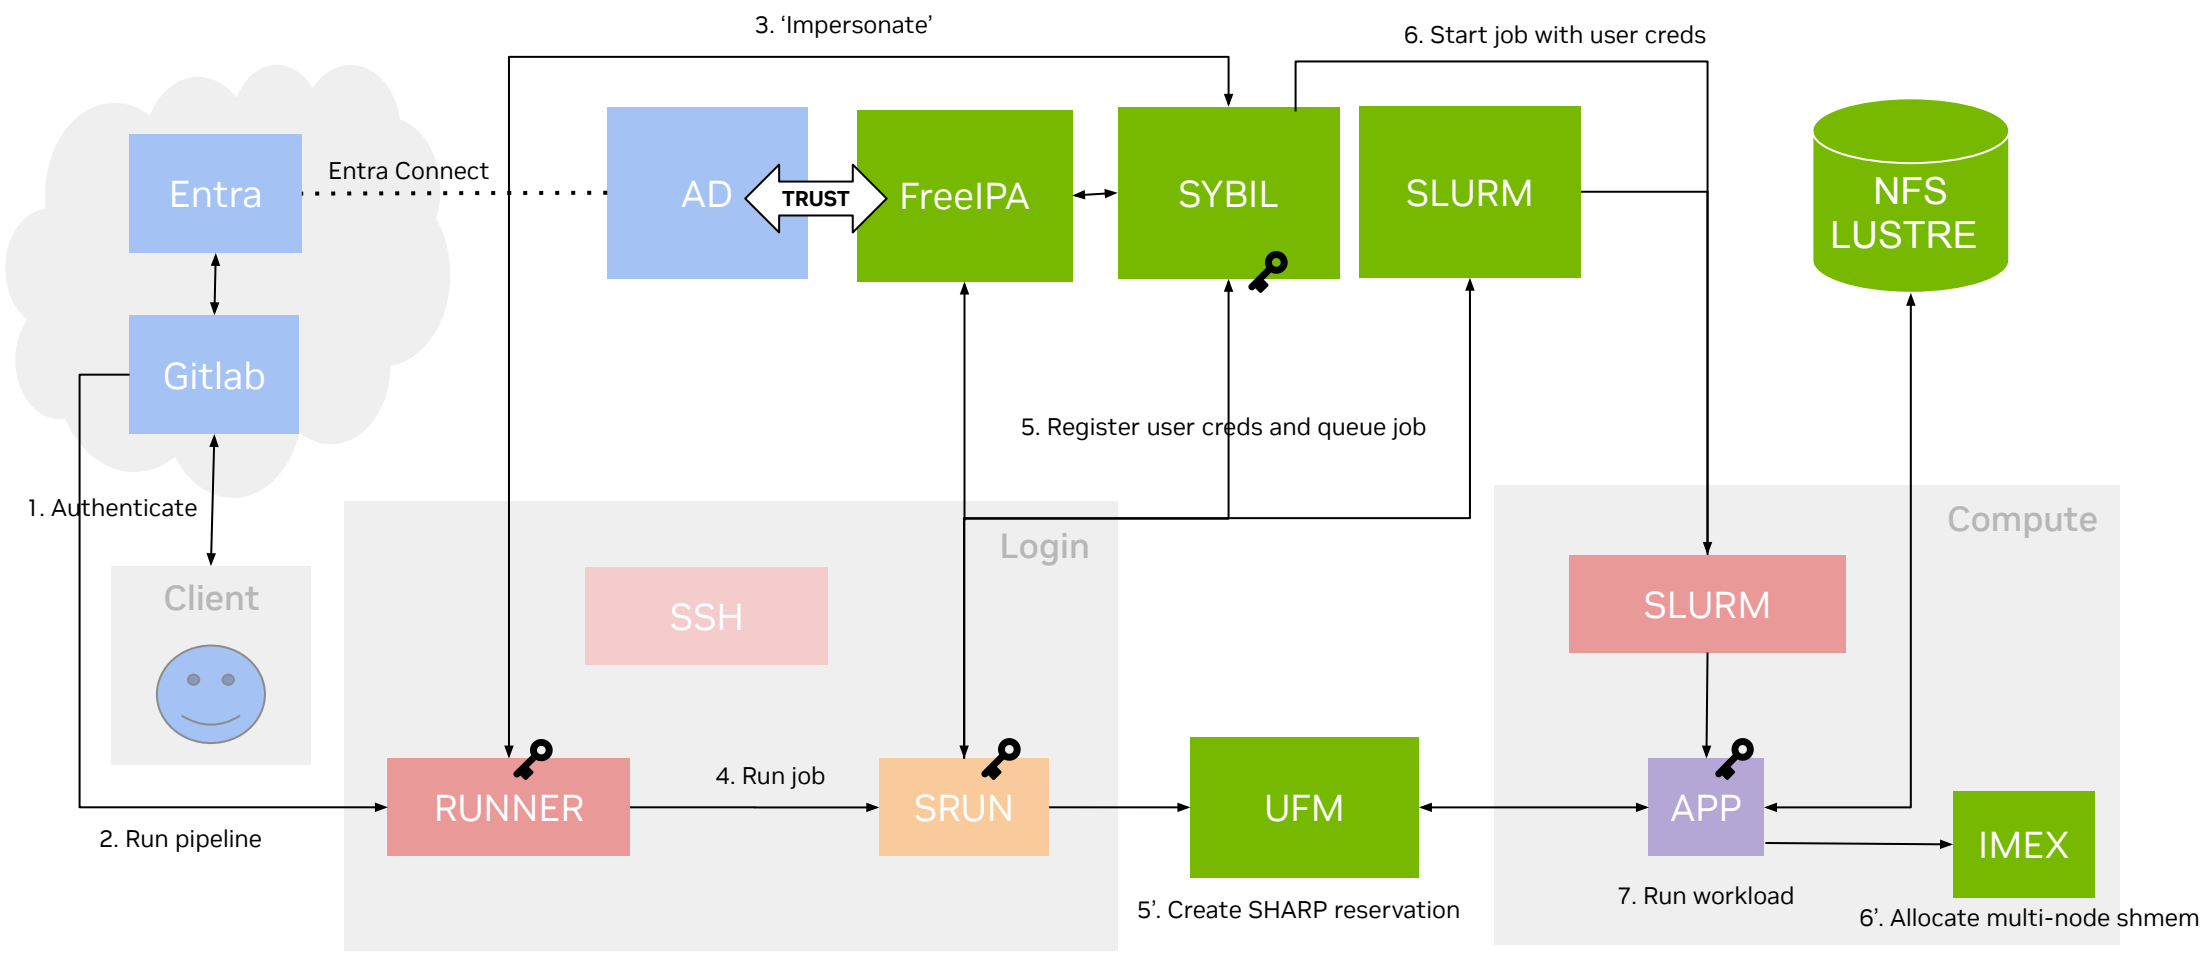 3. ‘Impersonate’
6. Start job with user creds
Entra
Entra Connect
AD
TRUST
FreeIPA
SYBIL
SLURM
NFS
LUSTRE
Gitlab
5. Register user creds and queue job
1. Authenticate
Client
Login
Compute
SSH
SLURM
RUNNER
4. Run job
SRUN
UFM
APP
IMEX
2. Run pipeline
5’. Create SHARP reservation
7. Run workload
6’. Allocate multi-node shmem